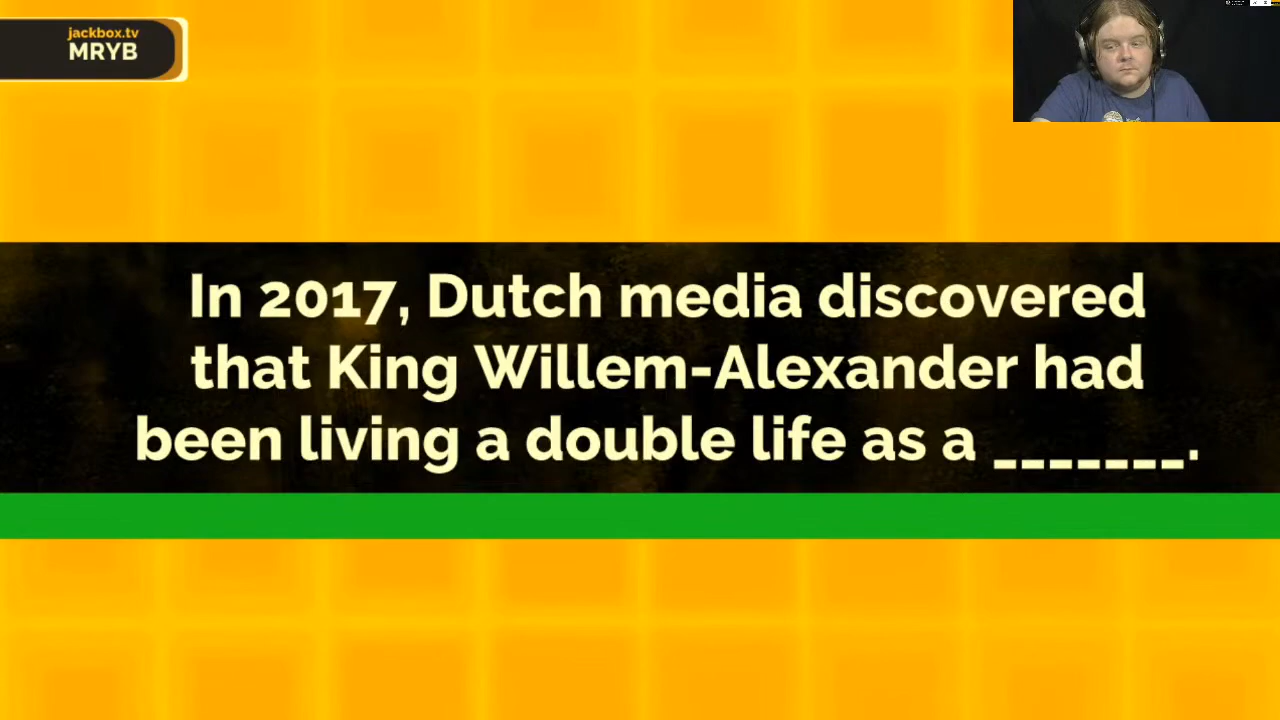 jackbox.tv
MRYB
In 2017, Dutch media discovered
that King Willem-Alexander had
been living a double life as a _______.